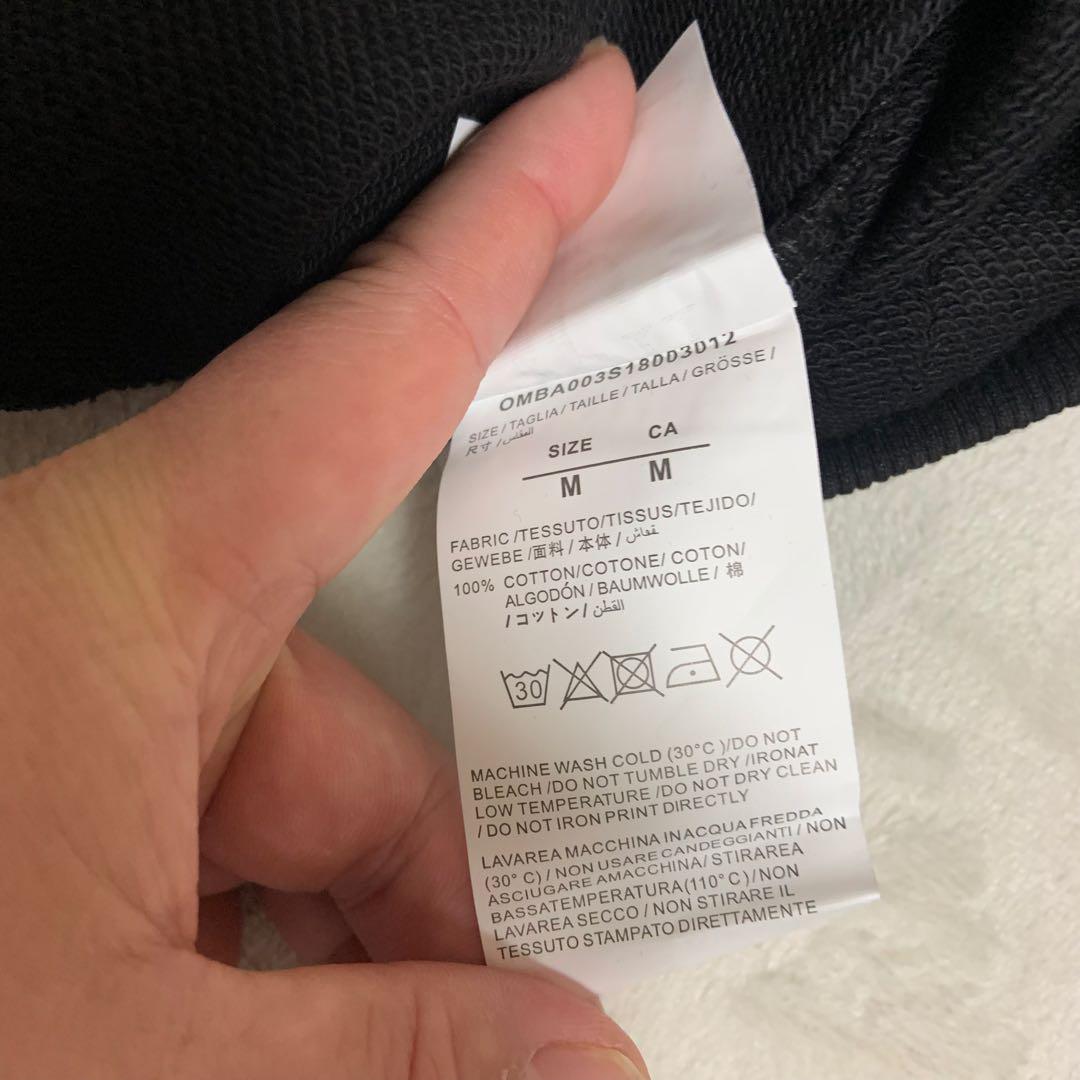 OMBA003S18003012
SIZE/TAGLIA/TAILLE/TALLA/GRÖSSE/
尺寸/المقاس
SIZE CA
M M
FABRIC/TESSUTO/TISSUS/TEJIDO/
GEWEBE/面料/本体/قماش
100% COTTON/COTONE/COTON/
ALGODÓN/BAUMWOLLE/棉
/コットン/القطن
30
MACHINE WASH COLD (30°C)/DO NOT
BLEACH/DO NOT TUMBLE DRY/IRONAT
LOW TEMPERATURE/DO NOT DRY CLEAN
/DO NOT IRON PRINT DIRECTLY
LAVAREA MACCHINA INACQUA FREDDA
(30°C)/NON USARE CANDEGGIANTI/NON
ASCIUGARE AMACCHINA/STIRAREA
BASSATEMPERATURA(110°C)/NON
LAVAREA SECCO/NON STIRARE IL
TESSUTO STAMPATO DIRETTAMENTE